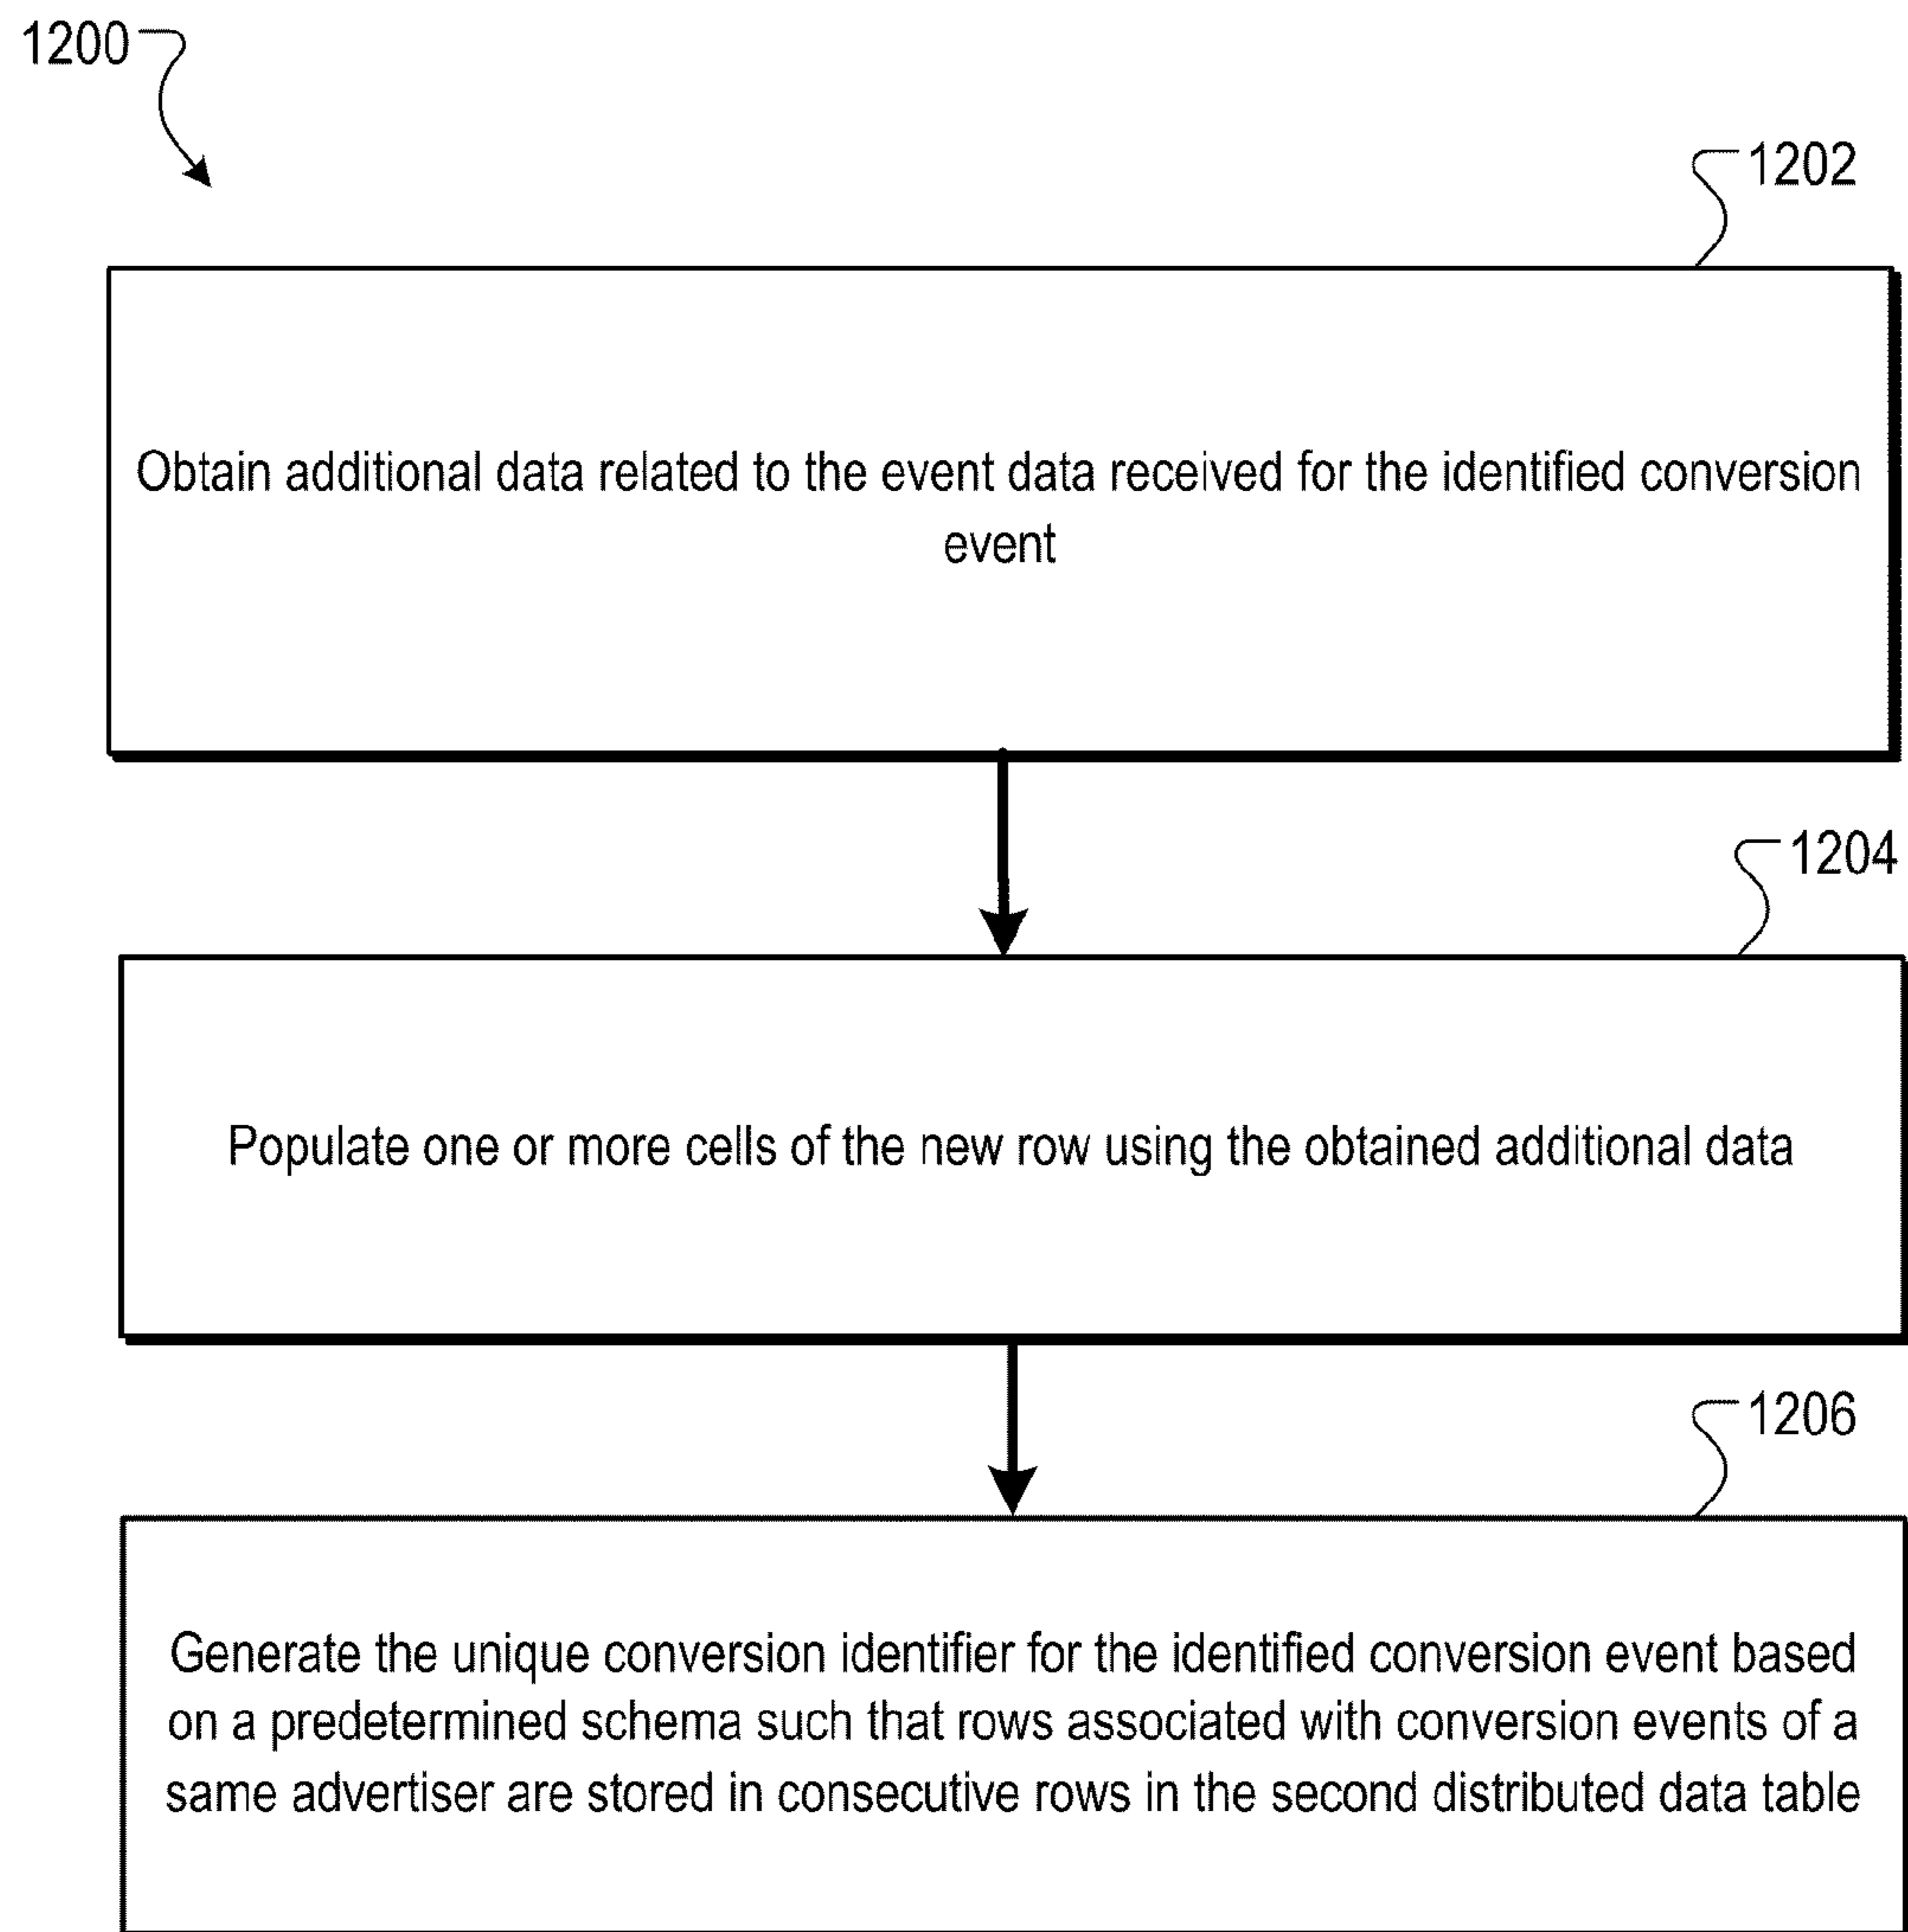 1200
1202
Obtain additional data related to the event data received for the identified conversion
event
1204
Populate one or more cells of the new row using the obtained additional data
1206
Generate the unique conversion identifier for the identified conversion event based
on a predetermined schema such that rows associated with conversion events of a
same advertiser are stored in consecutive rows in the second distributed data table